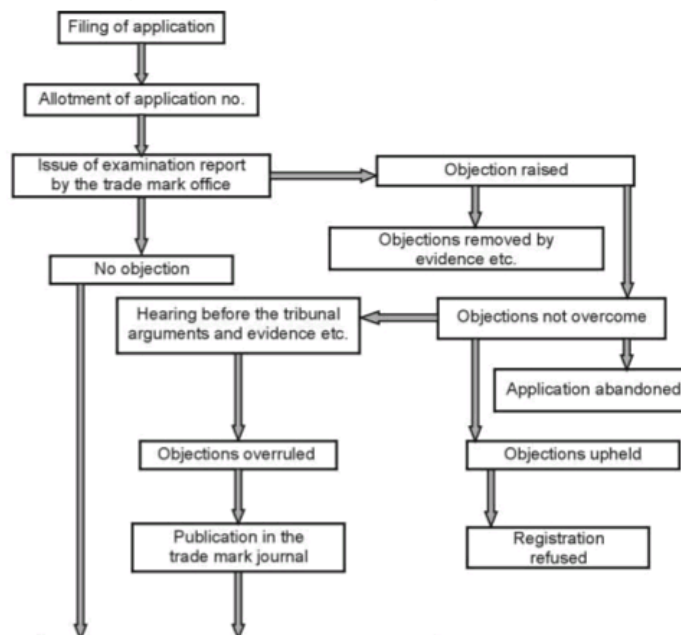 Filing of application
Allotment of application no.
Issue of examination report
by the trade mark office
Objection raised
Objections removed by
evidence etc.
No objection
Hearing before the tribunal
arguments and evidence etc.
Objections not overcome
Application abandoned
Objections overruled
Objections upheld
Publication in the
trade mark journal
Registration
refused